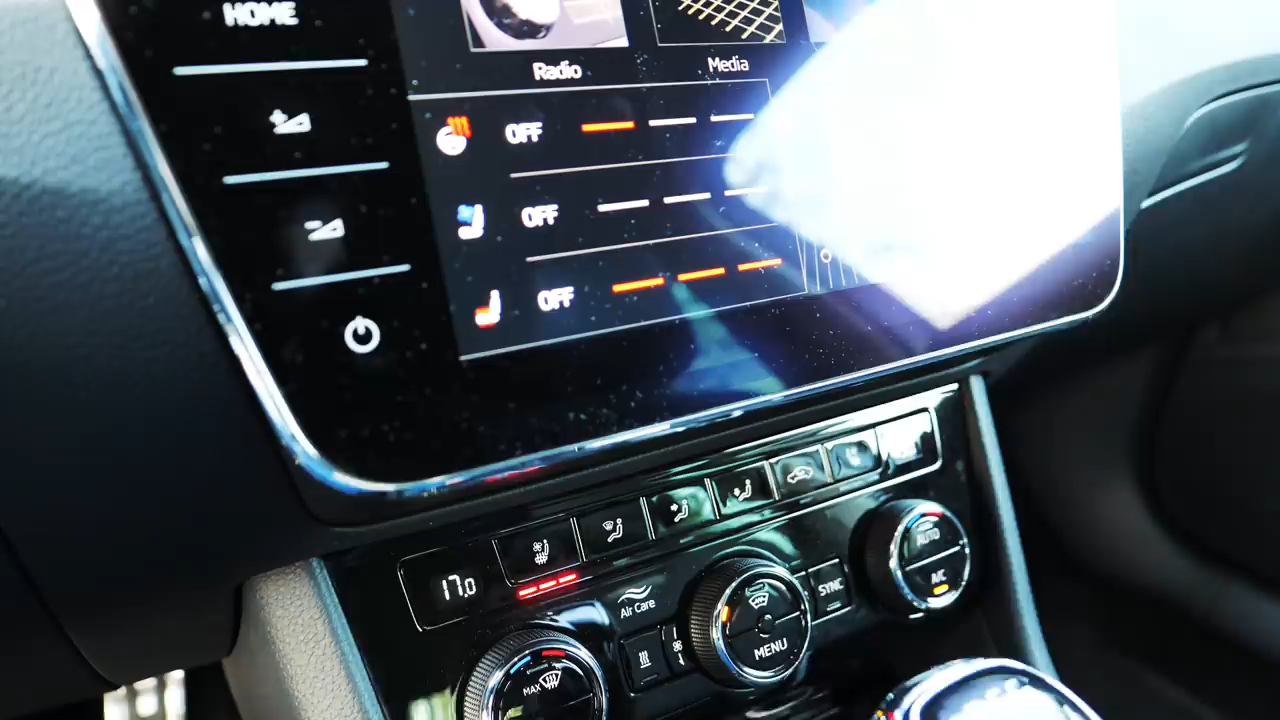 HOME
Radio
Media
OFF
OFF
OFF
17.0
Air Care
SYNC
AUTO
A/C
MENU
MAX